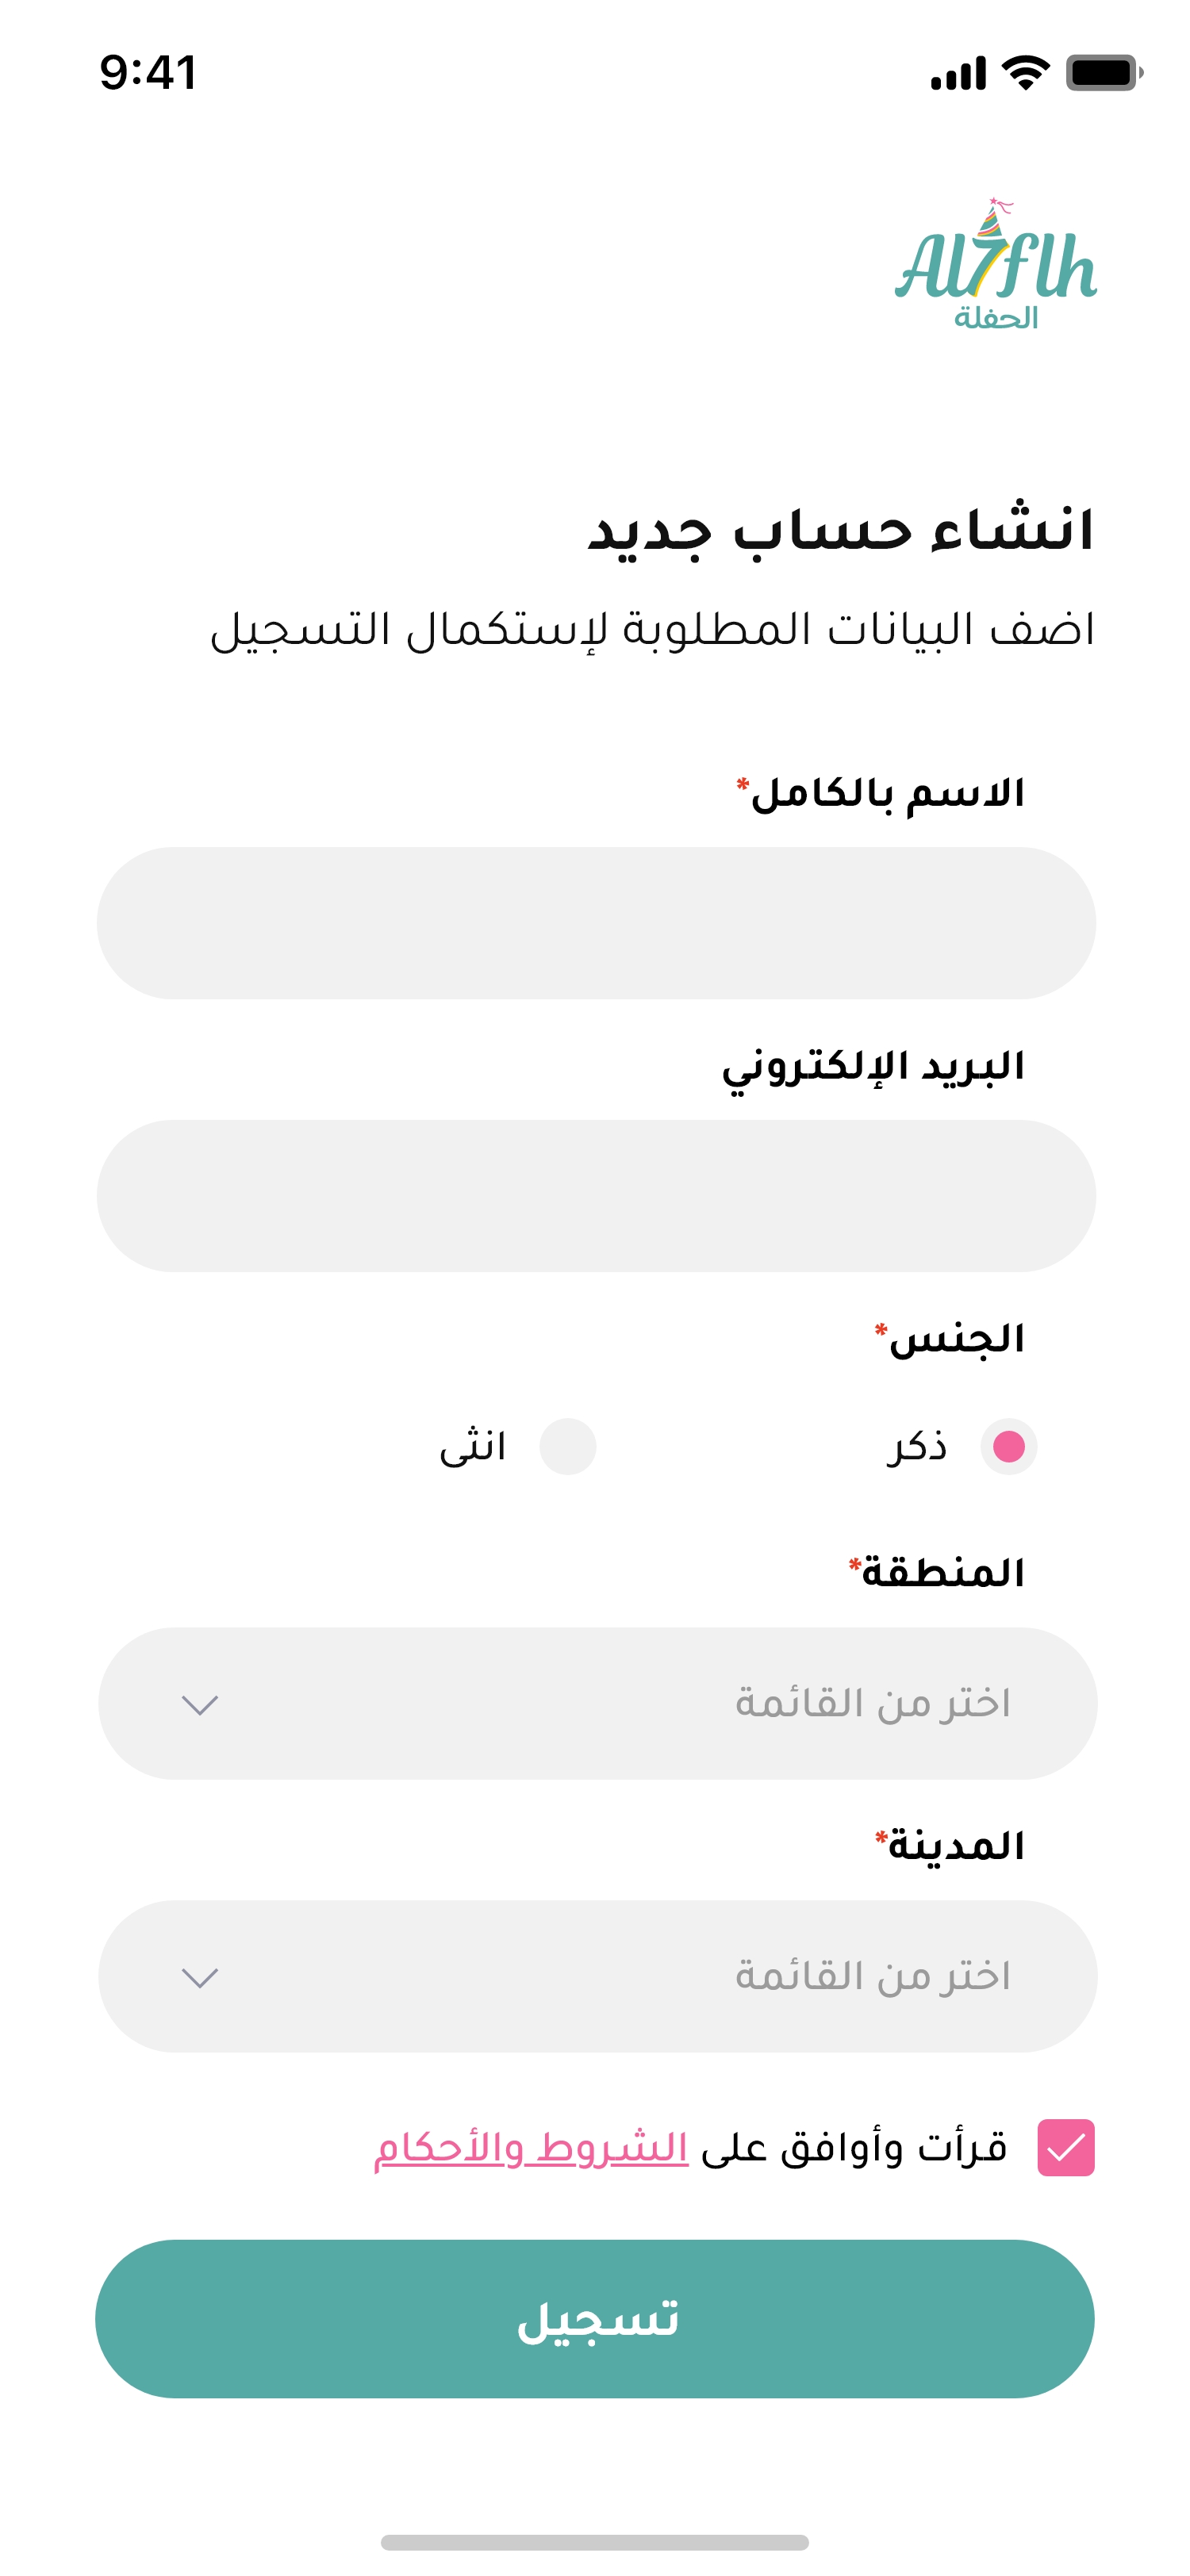 9:41
Al7flh
الحفلة
انشاء حساب جديد
اضف البيانات المطلوبة لإستكمال التسجيل
الاسم بالكامل*
البريد الإلكتروني
الجنس*
ذكر
انثى
المنطقة*
اختر من القائمة
المدينة*
اختر من القائمة
قرأت وأوافق على الشروط والأحكام
تسجيل